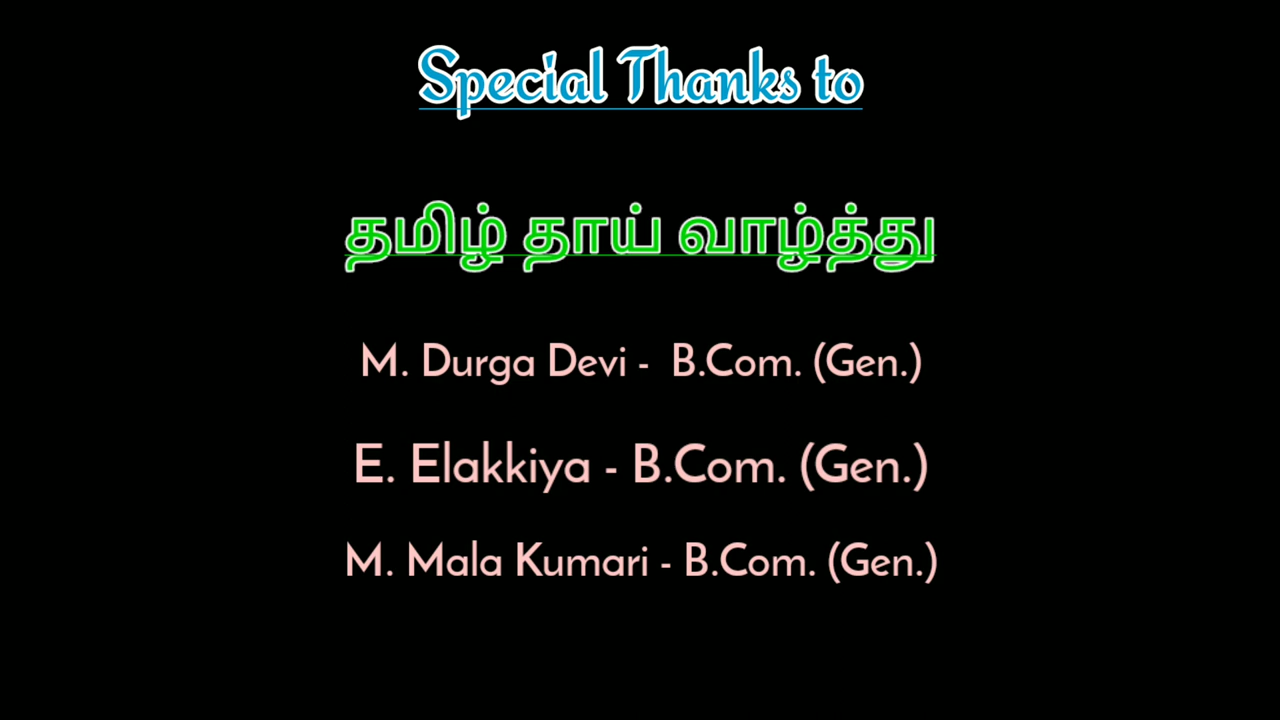 Special Thanks to
தமிழ் தாய் வாழ்த்து
M. Durga Devi - B.Com. (Gen.)
E. Elakkiya - B.Com. (Gen.)
M. Mala Kumari - B.Com. (Gen.)